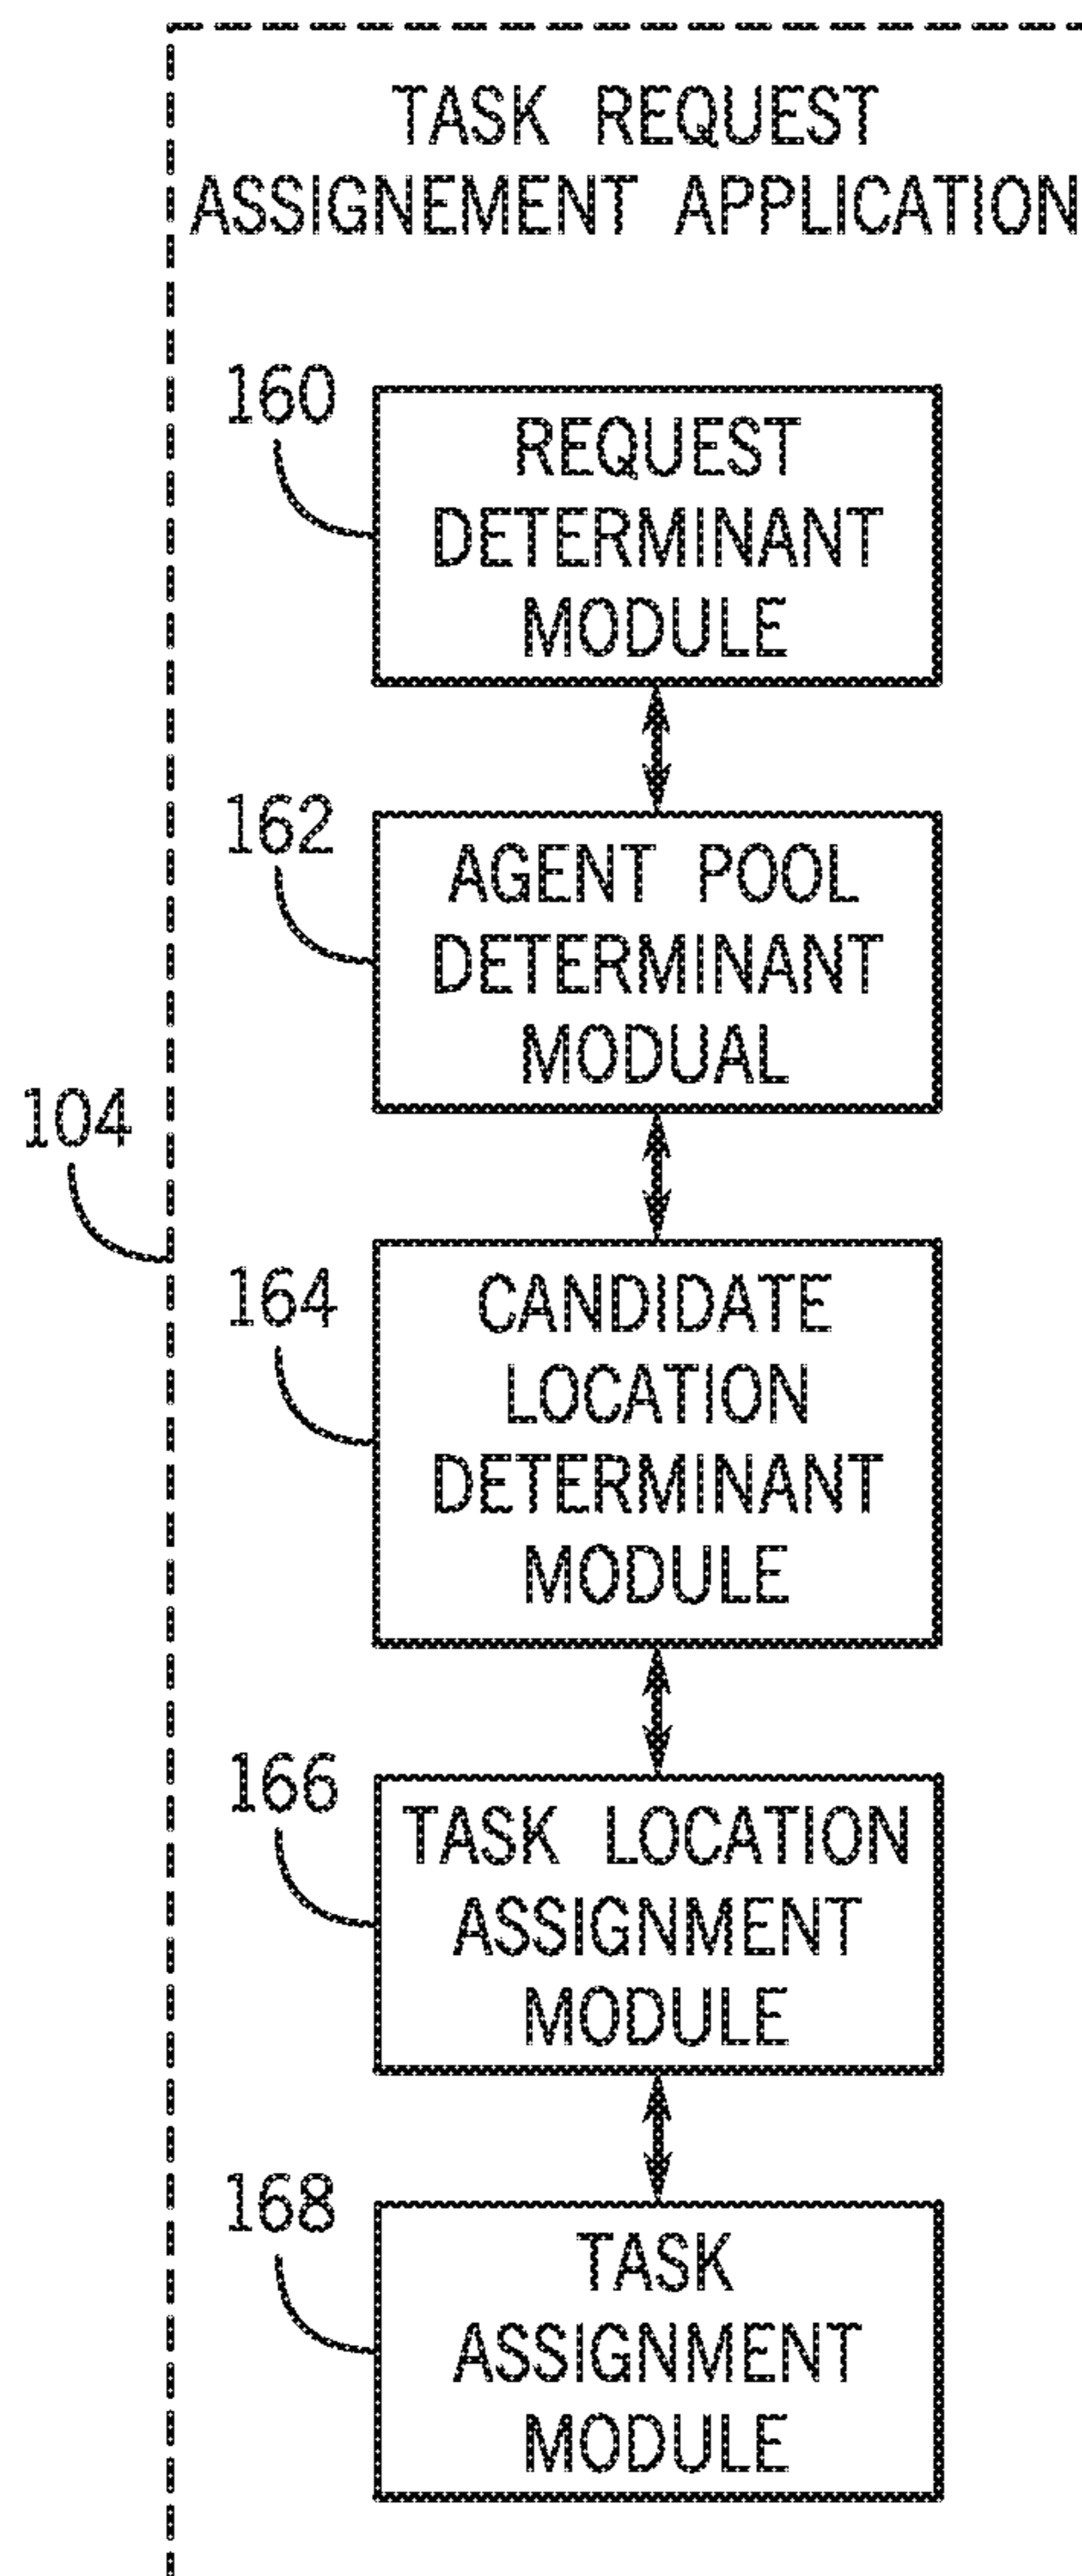 TASK REQUEST
ASSIGNEMENT APPLICATION
160
REQUEST
DETERMINANT
MODULE
162
AGENT POOL
DETERMINANT
MODUAL
104
164
CANDIDATE
LOCATION
DETERMINANT
MODULE
166
TASK LOCATION
ASSIGNMENT
MODULE
168
TASK
ASSIGNMENT
MODULE